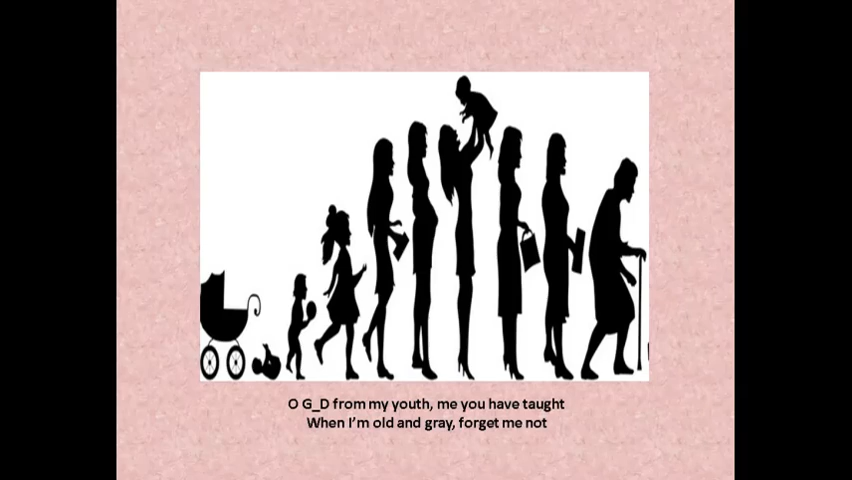 O G_D from my youth, me you have taught
When I'm old and gray, forget me not